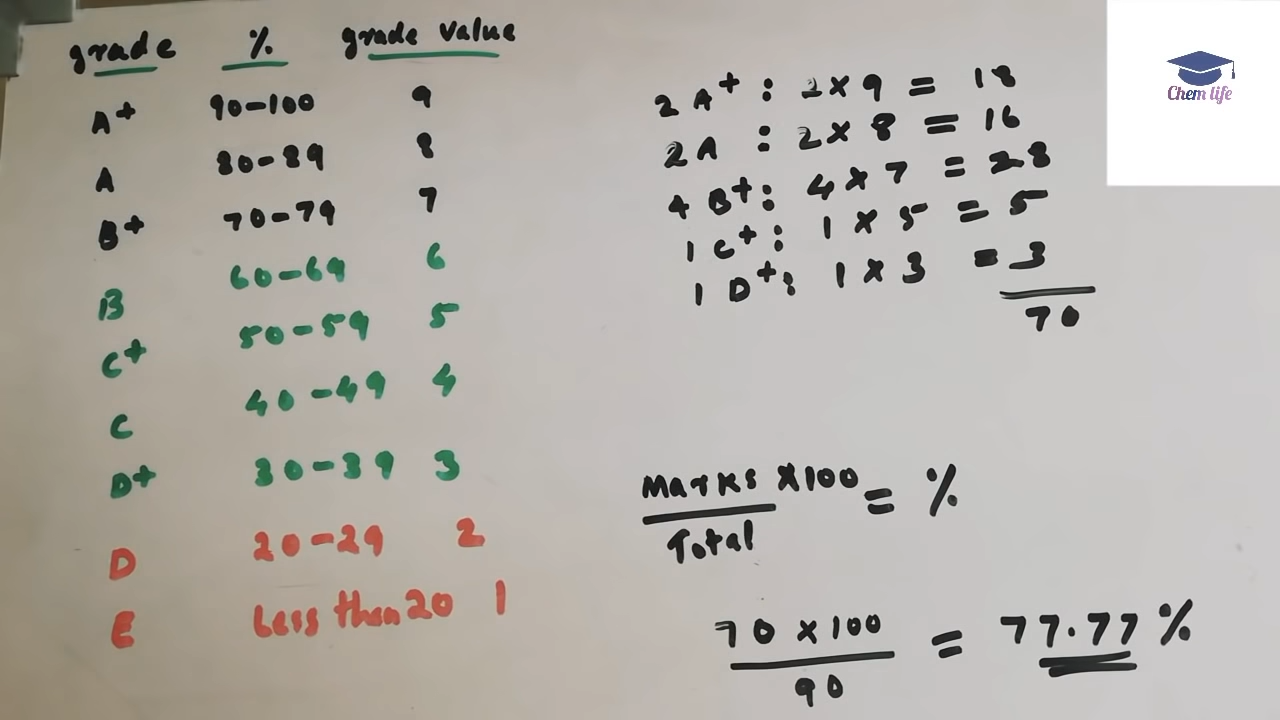 grade % grade value
A+ 90-100 9
A 80-89 8
B+ 70-79 7
B 60-69 6
C+ 50-59 5
C 40-49 4
D+ 30-39 3
D 20-29 2
E Less than 20 1
2 A+ : 2×9 = 18
2A : 2×8 = 16
4 B+: 4×7 = 28
1 C+: 1×5 = 5
1 D+: 1×3 = 3
70
Marks ×100 = %
Total
70 ×100 = 77.77 %
90
Chem life